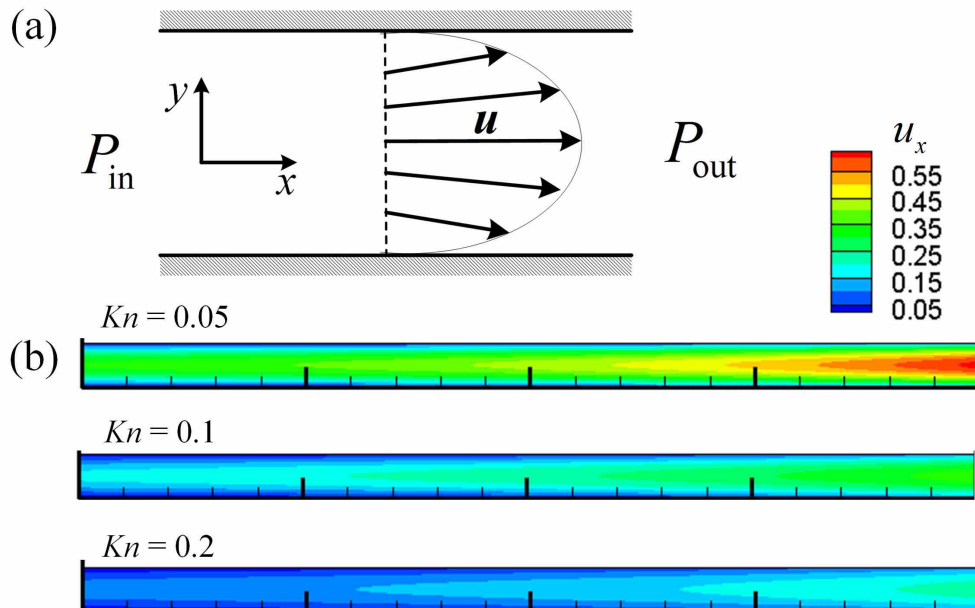 (a)
y
u
P_in
x
P_out
u_x
0.55
0.45
0.35
0.25
0.15
0.05
Kn = 0.05
(b)
Kn = 0.1
Kn = 0.2